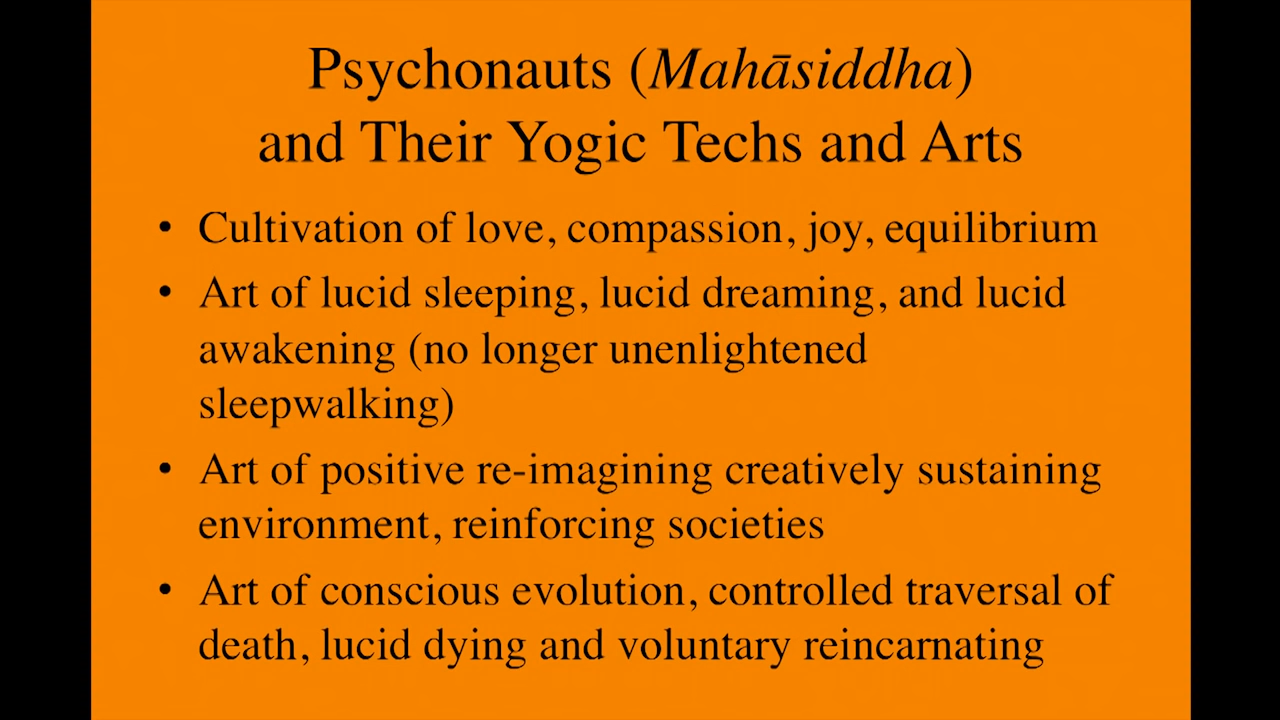 Psychonauts (Mahāsiddha)
and Their Yogic Techs and Arts
• Cultivation of love, compassion, joy, equilibrium
• Art of lucid sleeping, lucid dreaming, and lucid
awakening (no longer unenlightened
sleepwalking)
• Art of positive re-imagining creatively sustaining
environment, reinforcing societies
• Art of conscious evolution, controlled traversal of
death, lucid dying and voluntary reincarnating